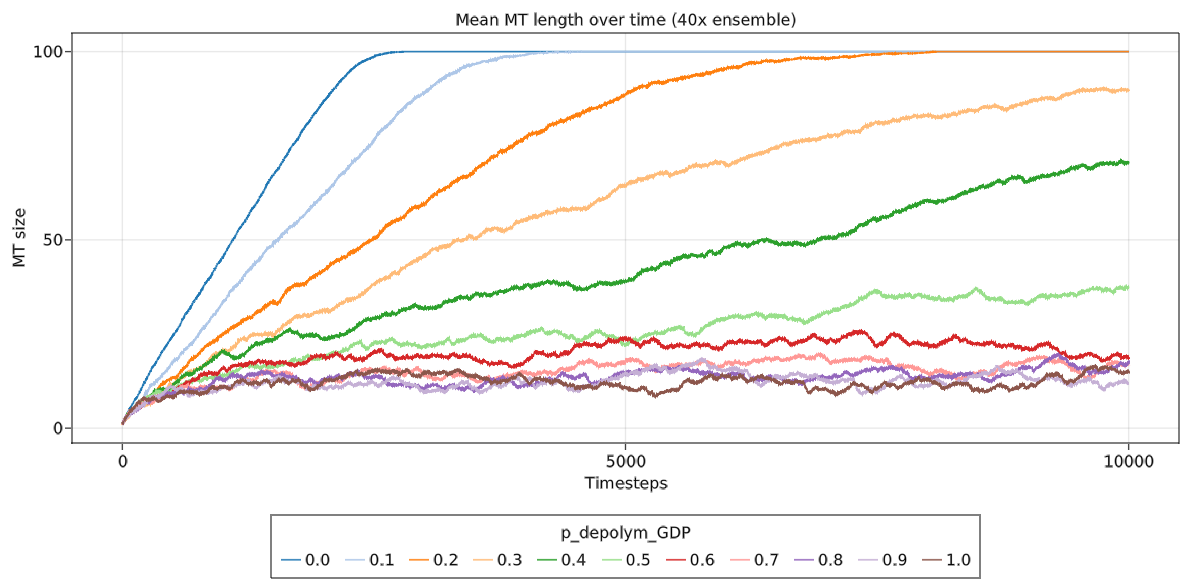 Mean MT length over time (40x ensemble)
100
50
0
MT size
0 5000 10000
Timesteps
p_depolym_GDP
0.0 0.1 0.2 0.3 0.4 0.5 0.6 0.7 0.8 0.9 1.0